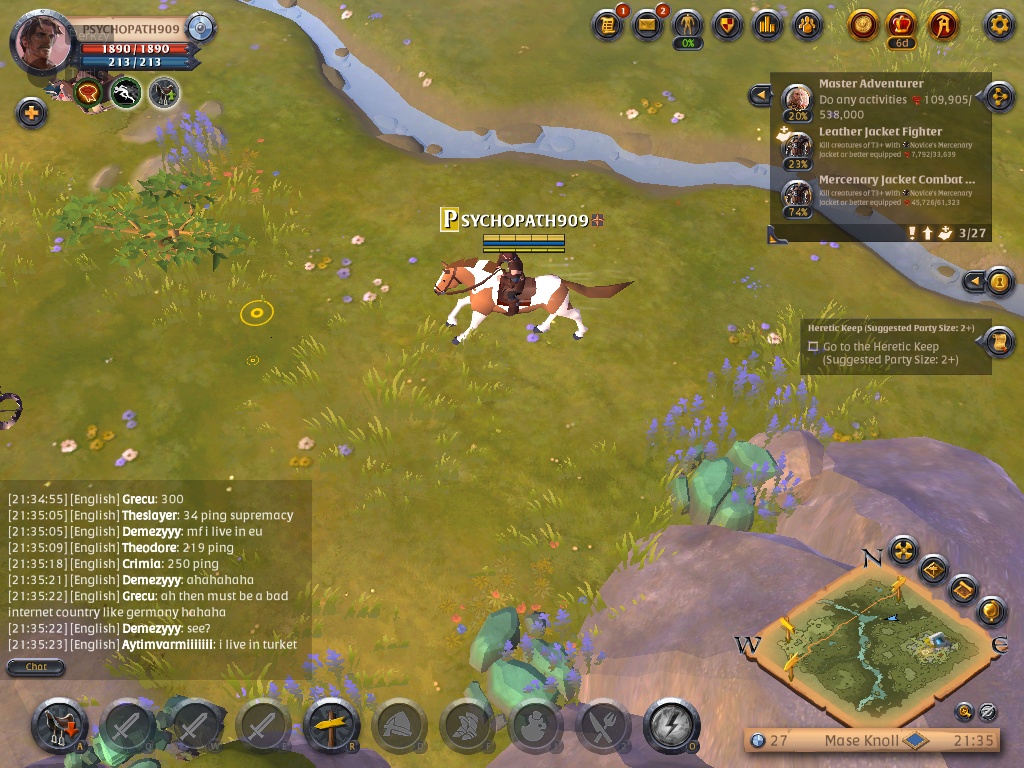 PSYCHOPATH909
1890 / 1890
213 / 213
1
2
0%
6d
Master Adventurer
Do any activities 109,905/
538,000
20%
Leather Jacket Fighter
Kill creatures of T3+ with Novice's Mercenary
Jacket or better equipped 7,792/33,639
23%
Mercenary Jacket Combat ...
Kill creatures of T3+ with Novice's Mercenary
Jacket or better equipped 45,726/61,323
74%
3/27
PSYCHOPATH909
Heretic Keep (Suggested Party Size: 2+)
Go to the Heretic Keep
(Suggested Party Size: 2+)
[21:34:55] [English] Grecu: 300
[21:35:05] [English] Theslayer: 34 ping supremacy
[21:35:05] [English] Demezyyy: mf i live in eu
[21:35:09] [English] Theodore: 219 ping
[21:35:18] [English] Crimia: 250 ping
[21:35:21] [English] Demezyyy: ahahahaha
[21:35:22] [English] Grecu: ah then must be a bad
internet country like germony hahaha
[21:35:22] [English] Demezyyy: see?
[21:35:23] [English] Aytimvarmiiiiiii: i live in turket
Chat
N
W
E
A
Q
W
E
R
D
F
O
27 Mase Knoll 21:35